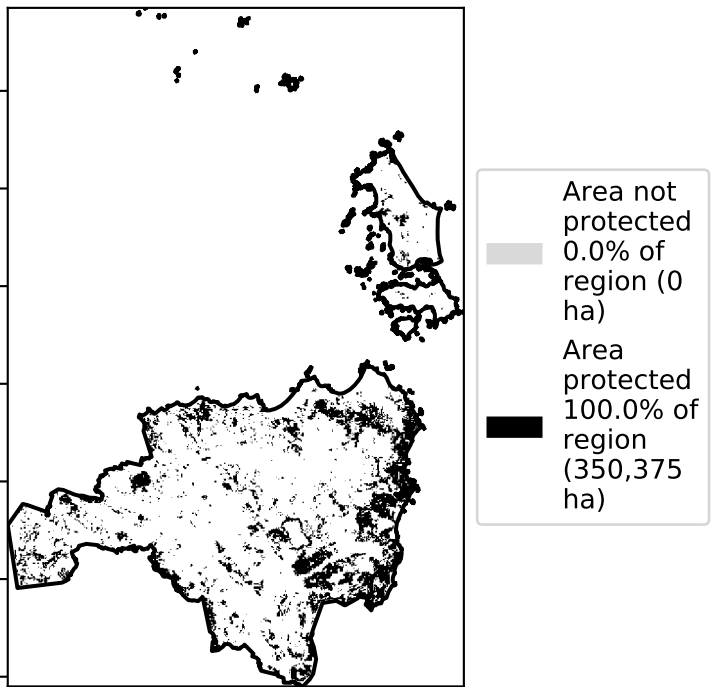 Area not
protected
0.0% of
region (0
ha)
Area
protected
100.0% of
region
(350,375
ha)